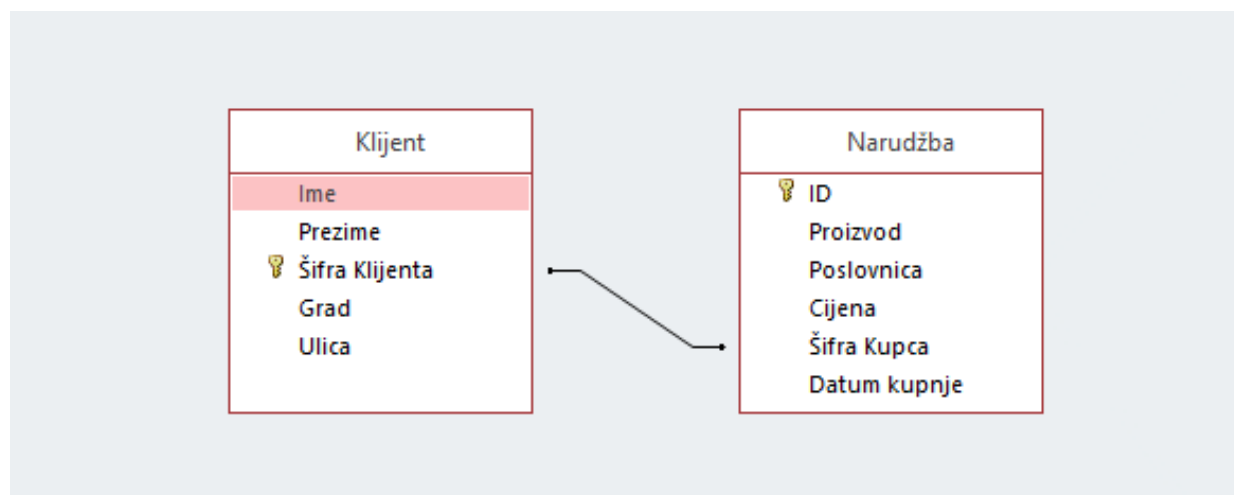 Klijent
Ime
Prezime
Šifra Klijenta
Grad
Ulica
Narudžba
ID
Proizvod
Poslovnica
Cijena
Šifra Kupca
Datum kupnje